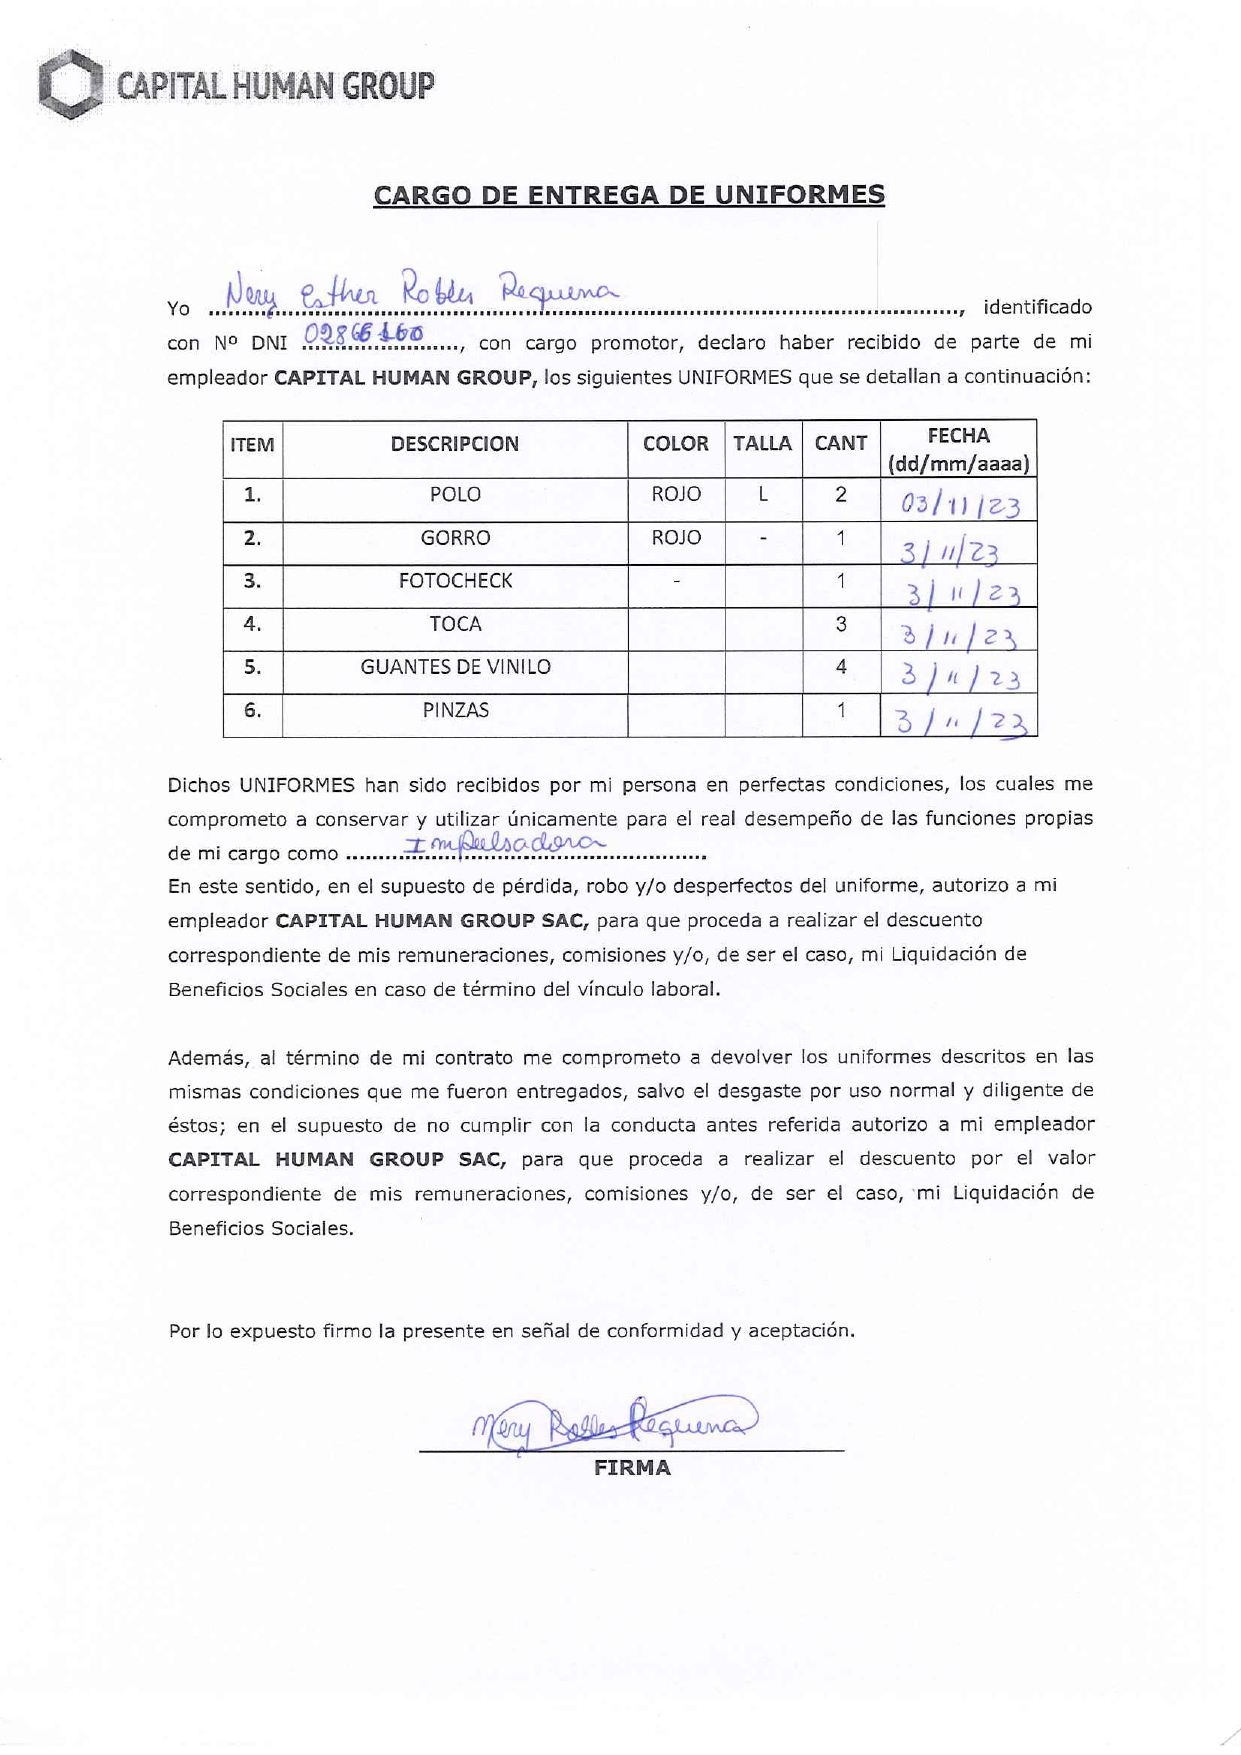 CAPITAL HUMAN GROUP
CARGO DE ENTREGA DE UNIFORMES
Yo Nery Esther Robles Requena, identificado
con Nº DNI , con cargo promotor, declaro haber recibido de parte de mi
empleador CAPITAL HUMAN GROUP, los siguientes UNIFORMES que se detallan a continuación:
ITEM DESCRIPCION COLOR TALLA CANT FECHA (dd/mm/aaaa)
1. POLO ROJO L 2 03/11/23
2. GORRO ROJO - 1 3/11/23
3. FOTOCHECK - 1 3/11/23
4. TOCA 3 3/11/23
5. GUANTES DE VINILO 4 3/11/23
6. PINZAS 1 3/11/23
Dichos UNIFORMES han sido recibidos por mi persona en perfectas condiciones, los cuales me
comprometo a conservar y utilizar únicamente para el real desempeño de las funciones propias
de mi cargo como Impulsadora
En este sentido, en el supuesto de pérdida, robo y/o desperfectos del uniforme, autorizo a mi
empleador CAPITAL HUMAN GROUP SAC, para que proceda a realizar el descuento
correspondiente de mis remuneraciones, comisiones y/o, de ser el caso, mi Liquidación de
Beneficios Sociales en caso de término del vínculo laboral.
Además, al término de mi contrato me comprometo a devolver los uniformes descritos en las
mismas condiciones que me fueron entregados, salvo el desgaste por uso normal y diligente de
éstos; en el supuesto de no cumplir con la conducta antes referida autorizo a mi empleador
CAPITAL HUMAN GROUP SAC, para que proceda a realizar el descuento por el valor
correspondiente de mis remuneraciones, comisiones y/o, de ser el caso, mi Liquidación de
Beneficios Sociales.
Por lo expuesto firmo la presente en señal de conformidad y aceptación.
Nery Robles Requena
FIRMA